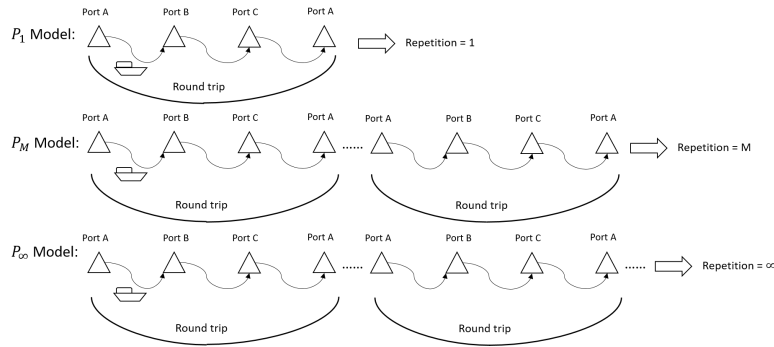 Port A Port B Port C Port A
P₁ Model: Repetition = 1
Round trip
Port A Port B Port C Port A Port A Port B Port C Port A
P_M Model: ...... Repetition = M
Round trip Round trip
Port A Port B Port C Port A Port A Port B Port C Port A
P∞ Model: ...... ...... Repetition = ∞
Round trip Round trip